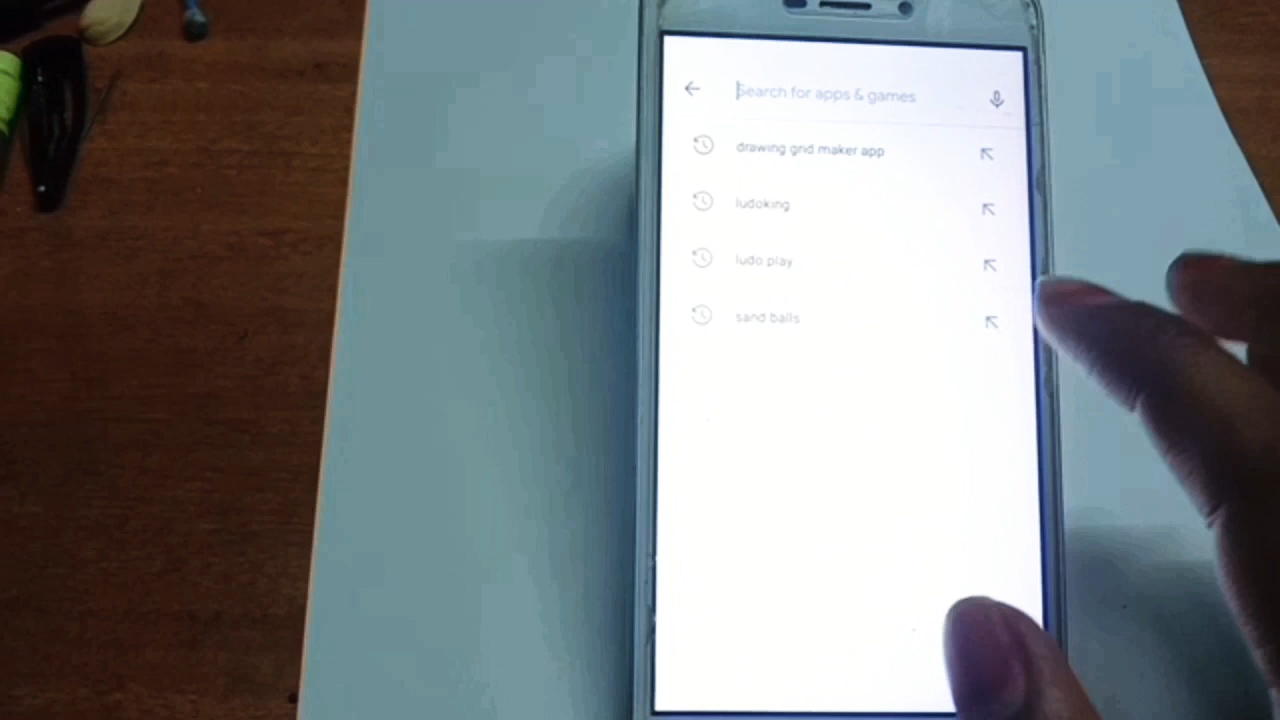 Search for apps & games
drawing grid maker app
ludoking
ludo play
sand balls